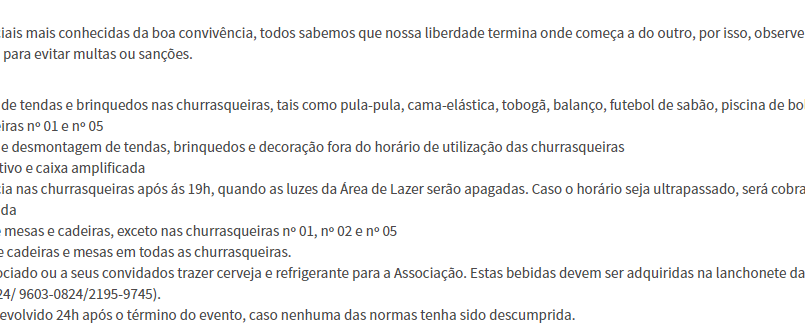 ciais mais conhecidas da boa convivência, todos sabemos que nossa liberdade termina onde começa a do outro, por isso, observe
para evitar multas ou sanções.
de tendas e brinquedos nas churrasqueiras, tais como pula-pula, cama-elástica, tobogã, balanço, futebol de sabão, piscina de bo
eiras nº 01 e nº 05
e desmontagem de tendas, brinquedos e decoração fora do horário de utilização das churrasqueiras
tivo e caixa amplificada
cia nas churrasqueiras após ás 19h, quando as luzes da Área de Lazer serão apagadas. Caso o horário seja ultrapassado, será cobra
da
e mesas e cadeiras, exceto nas churrasqueiras nº 01, nº 02 e nº 05
e cadeiras e mesas em todas as churrasqueiras.
ociado ou a seus convidados trazer cerveja e refrigerante para a Associação. Estas bebidas devem ser adquiridas na lanchonete da
24/ 9603-0824/2195-9745).
evolvido 24h após o término do evento, caso nenhuma das normas tenha sido descumprida.